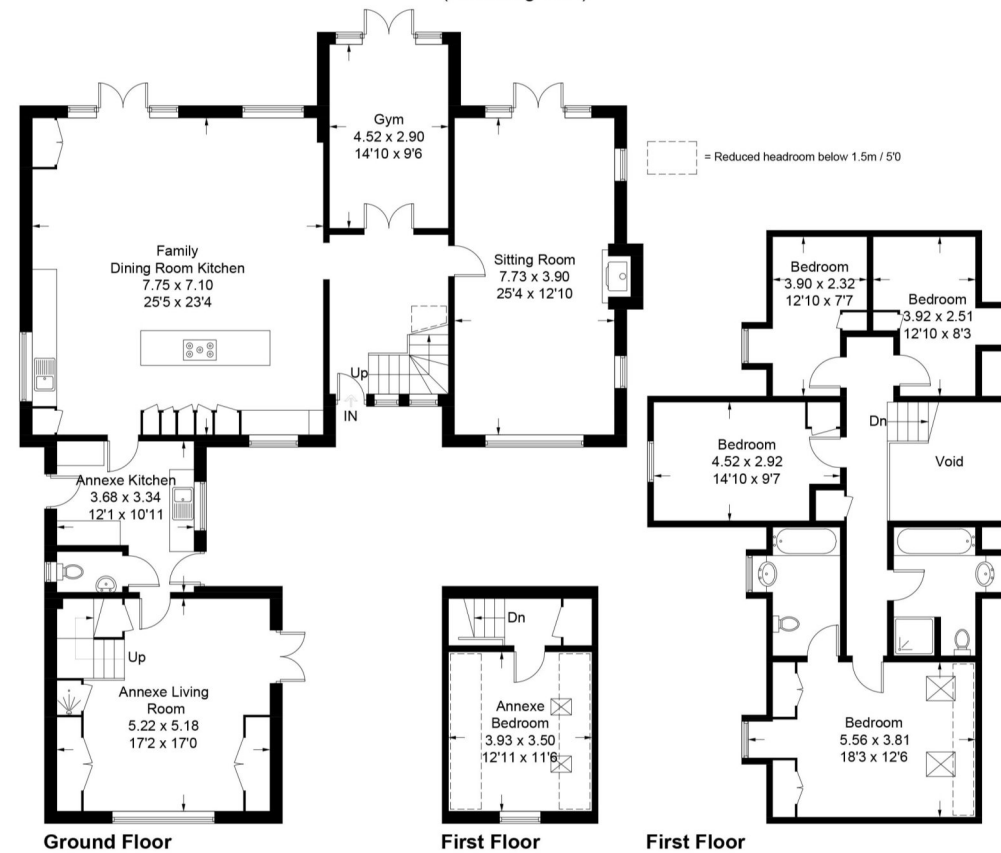 Gym
4.52 x 2.90
14'10 x 9'6
= Reduced headroom below 1.5m / 5'0
Family
Dining Room Kitchen
7.75 x 7.10
25'5 x 23'4
Sitting Room
7.73 x 3.90
25'4 x 12'10
Up
IN
Annexe Kitchen
3.68 x 3.34
12'1 x 10'11
Up
Annexe Living
Room
5.22 x 5.18
17'2 x 17'0
Ground Floor
Dn
Annexe
Bedroom
3.93 x 3.50
12'11 x 11'6
First Floor
Bedroom
3.90 x 2.32
12'10 x 7'7
Bedroom
3.92 x 2.51
12'10 x 8'3
Dn
Void
Bedroom
4.52 x 2.92
14'10 x 9'7
Bedroom
5.56 x 3.81
18'3 x 12'6
First Floor